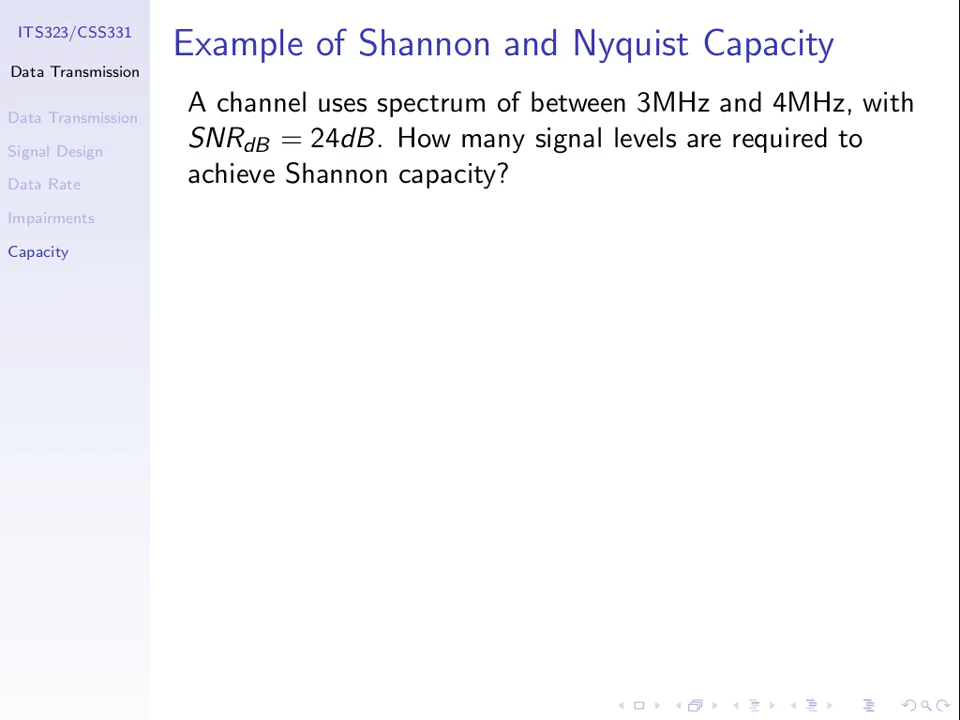 ITS323/CSS331
Data Transmission
Data Transmission
Signal Design
Data Rate
Impairments
Capacity
Example of Shannon and Nyquist Capacity
A channel uses spectrum of between 3MHz and 4MHz, with
SNRdB = 24dB. How many signal levels are required to
achieve Shannon capacity?